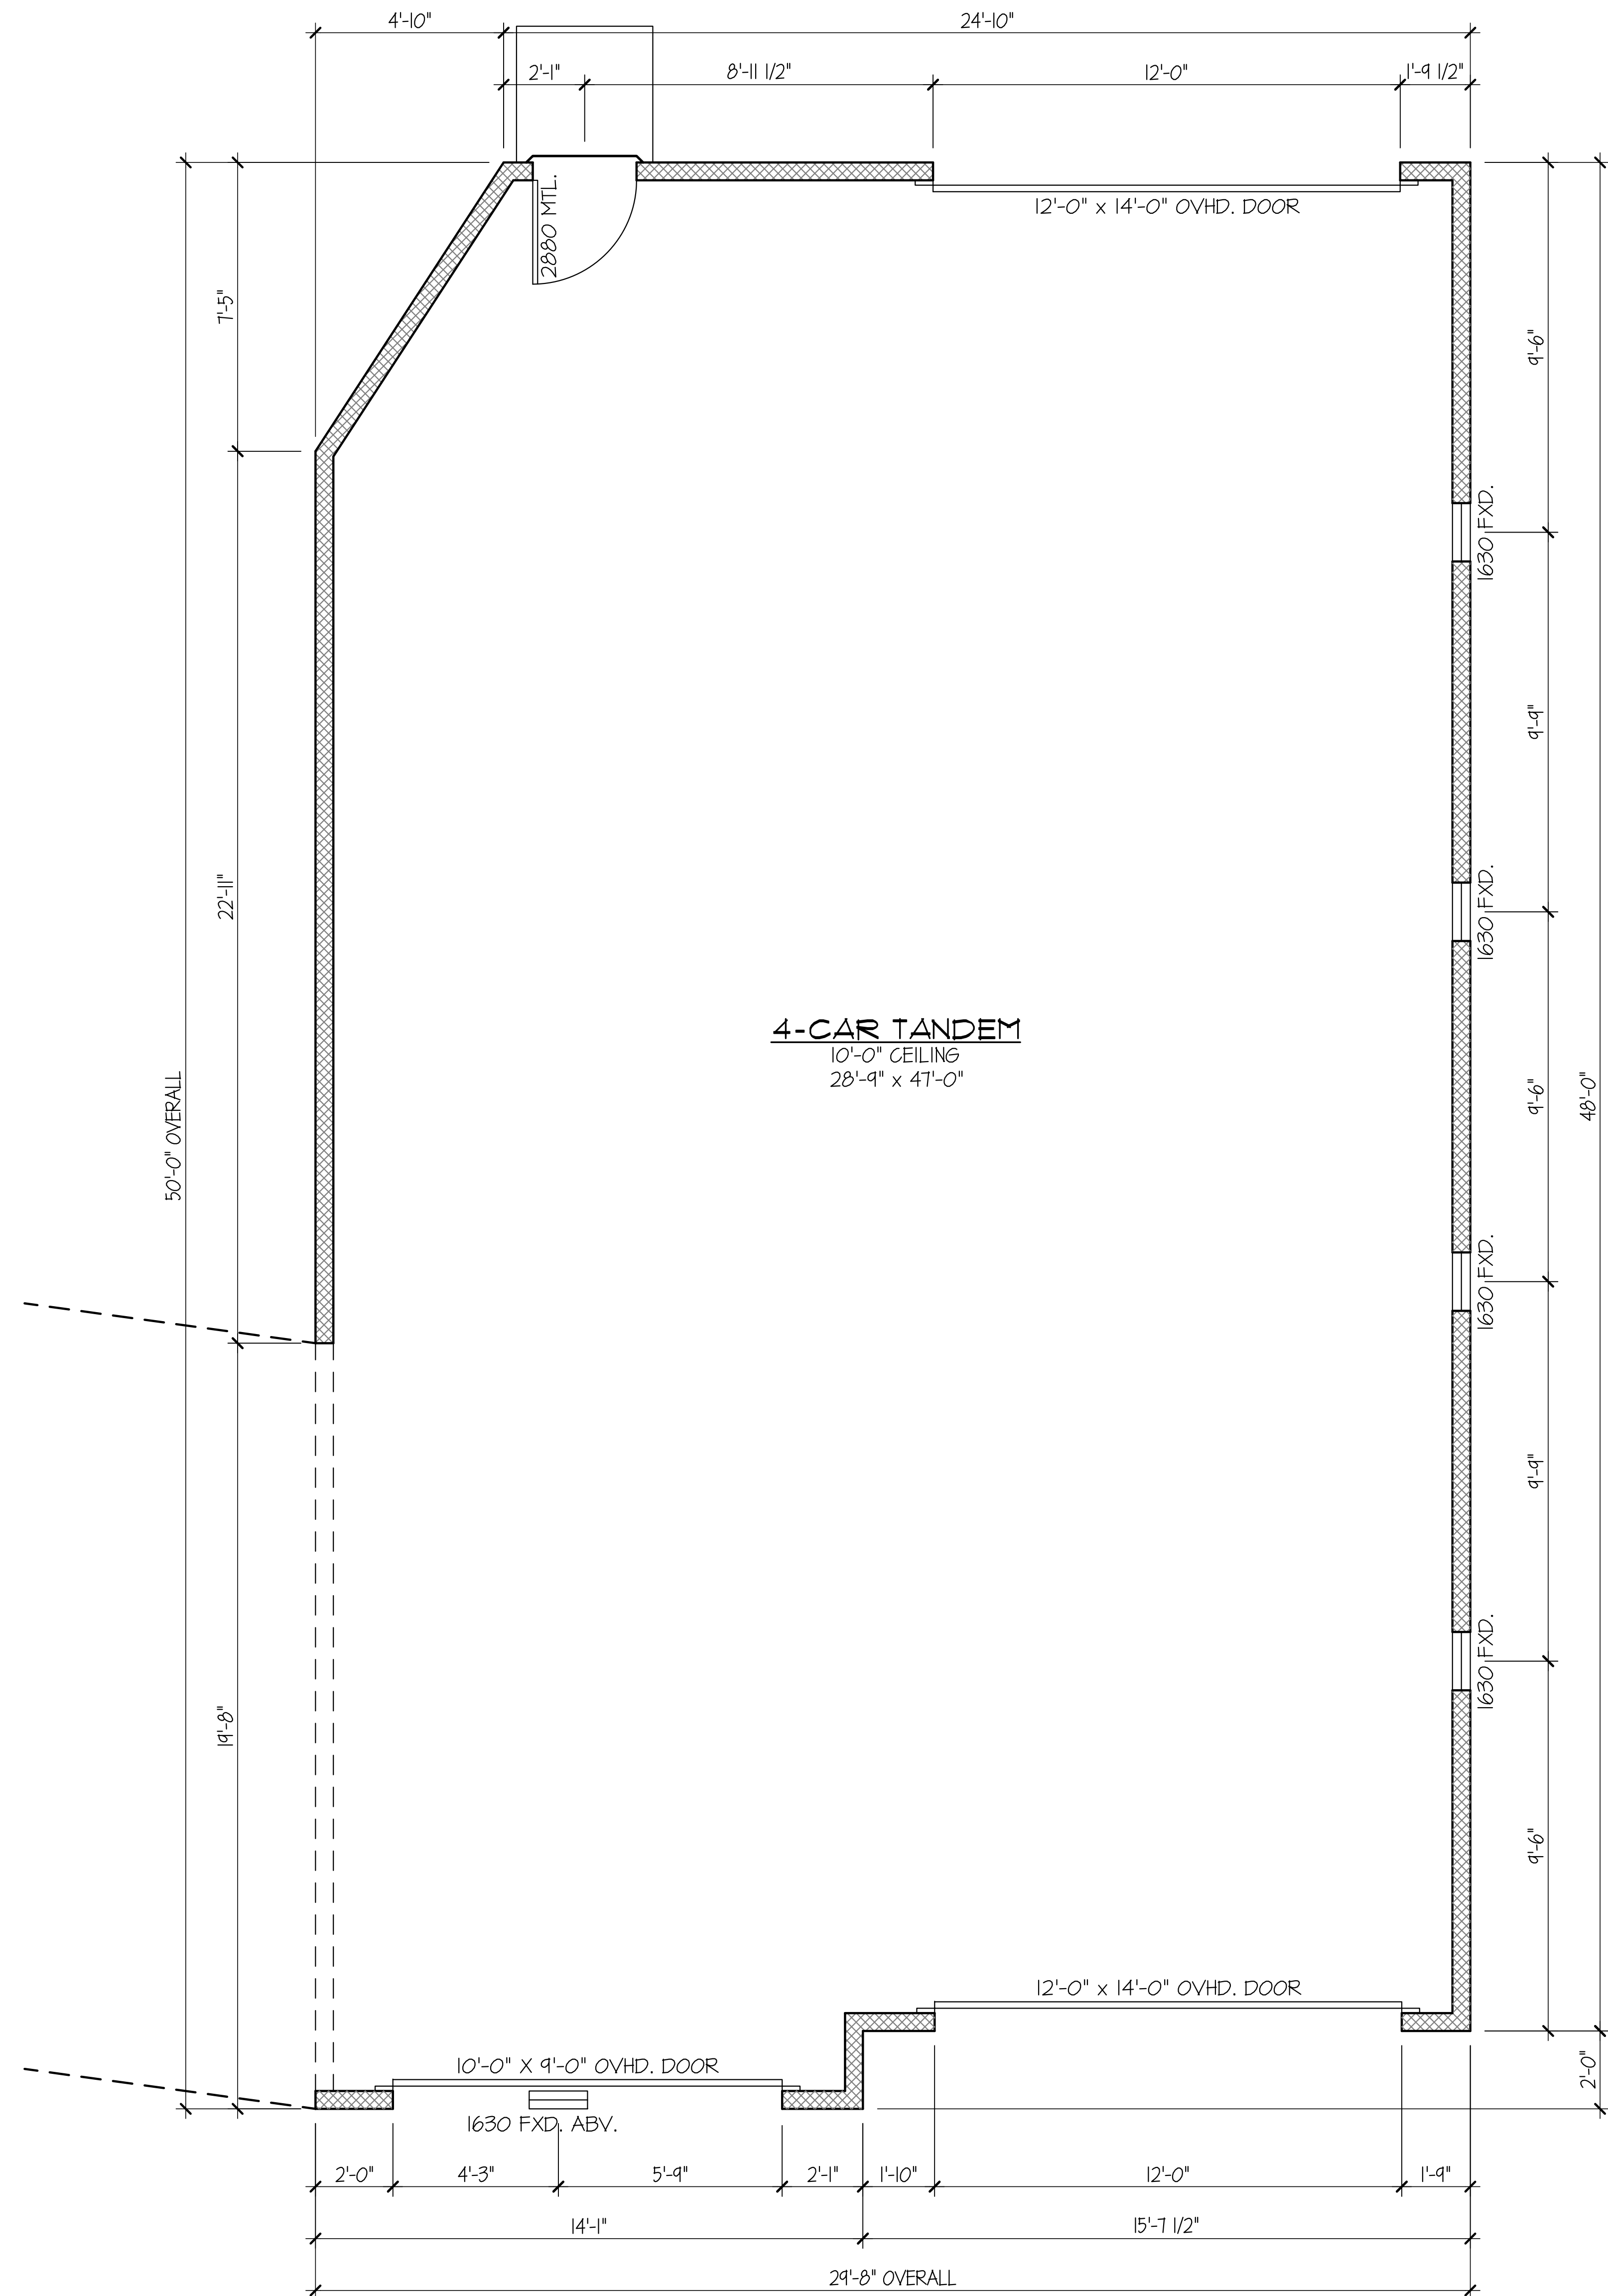 4'-10"
24'-10"
2'-1"
8'-11 1/2"
12'-0"
1'-9 1/2"
2880 MTL.
12'-0" x 14'-0" OVHD. DOOR
7'-5"
9'-6"
1630 FXD.
9'-9"
22'-11"
1630 FXD.
4-CAR TANDEM
10'-0" CEILING
28'-9" x 47'-0"
50'-0" OVERALL
9'-6"
48'-0"
1630 FXD.
9'-9"
1630 FXD.
19'-8"
9'-6"
12'-0" x 14'-0" OVHD. DOOR
10'-0" X 9'-0" OVHD. DOOR
2'-0"
1630 FXD. ABV.
2'-0"
4'-3"
5'-9"
2'-1"
1'-10"
12'-0"
1'-9"
14'-1"
15'-7 1/2"
29'-8" OVERALL